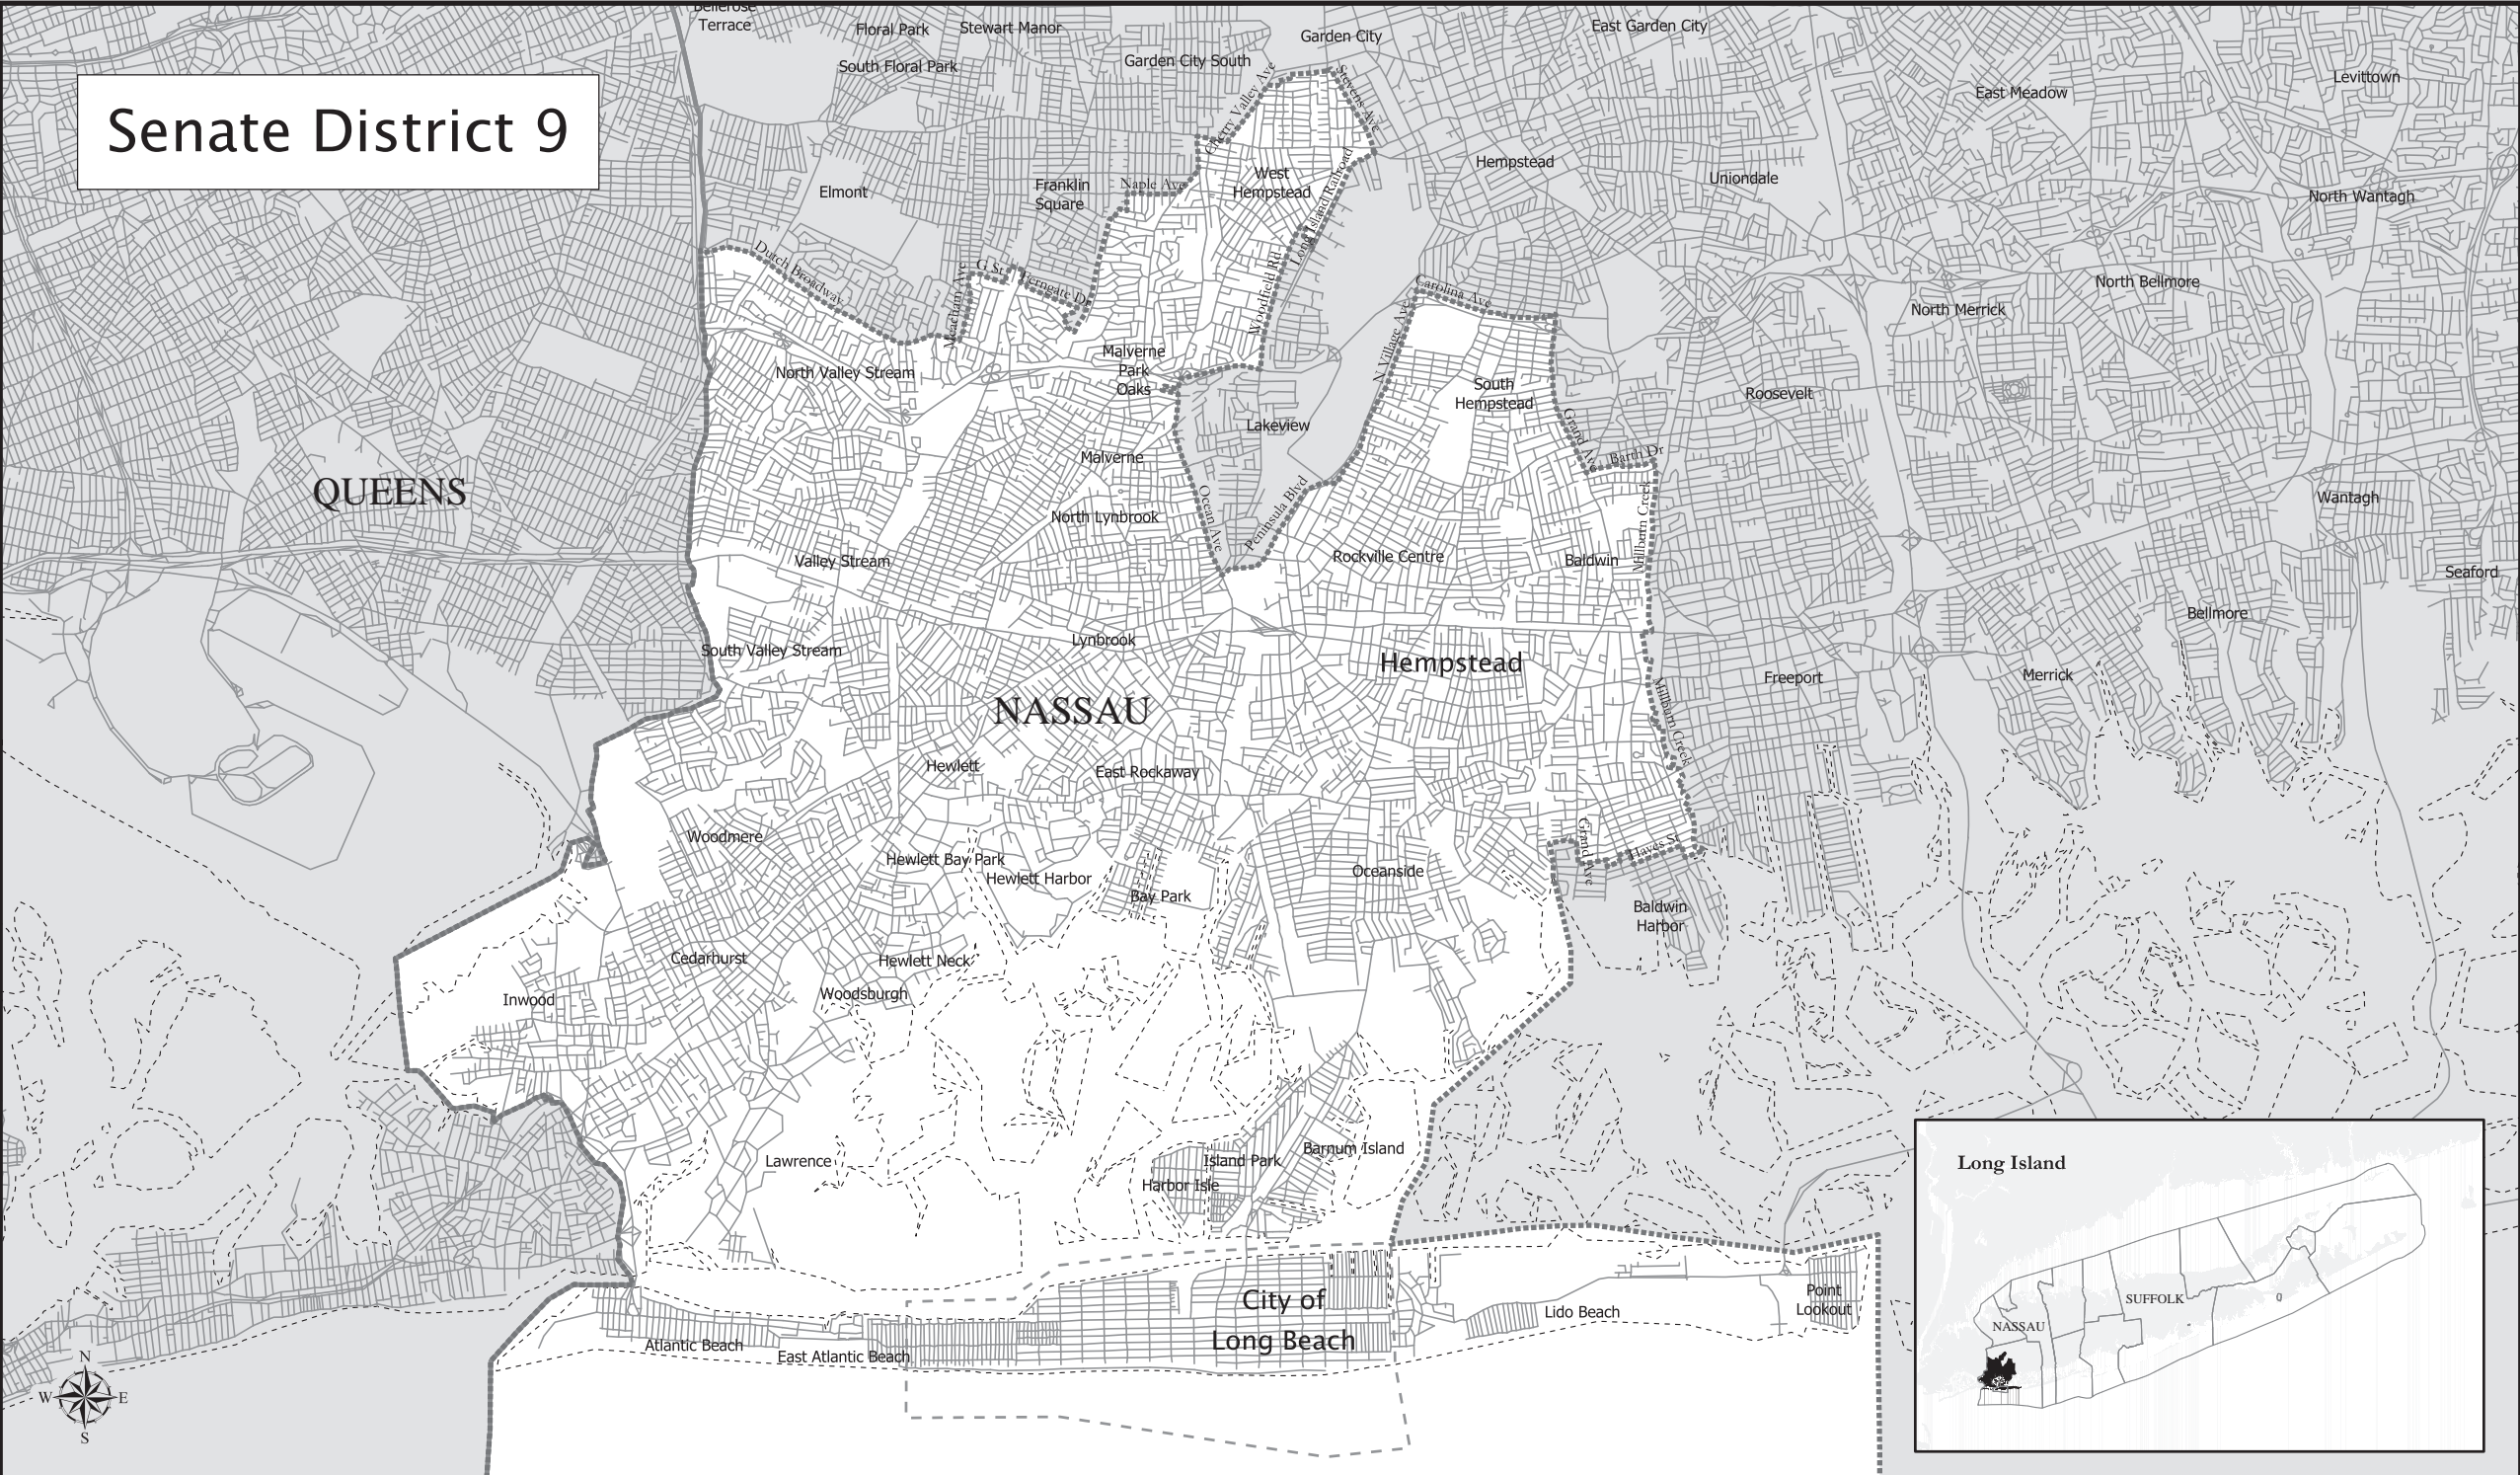 Bellerose
Terrace
Floral Park
Stewart Manor
Garden City
East Garden City
South Floral Park
Garden City South
Levittown
East Meadow
Senate District 9
Cherry Valley Ave
Stevens Ave
Hempstead
Uniondale
Elmont
Franklin
Square
Naple Ave
West
Hempstead
Long Island Railroad
North Wantagh
Dutch Broadway
Meacham Ave
G St
Ferngate Dr
Woodfield Rd
Carolina Ave
N Village Ave
North Bellmore
North Merrick
Malverne
Park
Oaks
North Valley Stream
South
Hempstead
Roosevelt
Lakeview
Grand Ave
Barth Dr
Malverne
QUEENS
Ocean Ave
Peninsula Blvd
Millburn Creek
Wantagh
North Lynbrook
Valley Stream
Rockville Centre
Baldwin
Seaford
Bellmore
Lynbrook
South Valley Stream
Hempstead
Freeport
Merrick
NASSAU
Millburn Creek
Hewlett
East Rockaway
Woodmere
Hewlett Bay Park
Hewlett Harbor
Bay Park
Oceanside
Grand Ave
Hayes St
Baldwin
Harbor
Cedarhurst
Hewlett Neck
Inwood
Woodsburgh
Lawrence
Island Park
Barnum Island
Harbor Isle
City of
Long Beach
Lido Beach
Point
Lookout
Atlantic Beach
East Atlantic Beach
N
W
E
S
Long Island
SUFFOLK
NASSAU